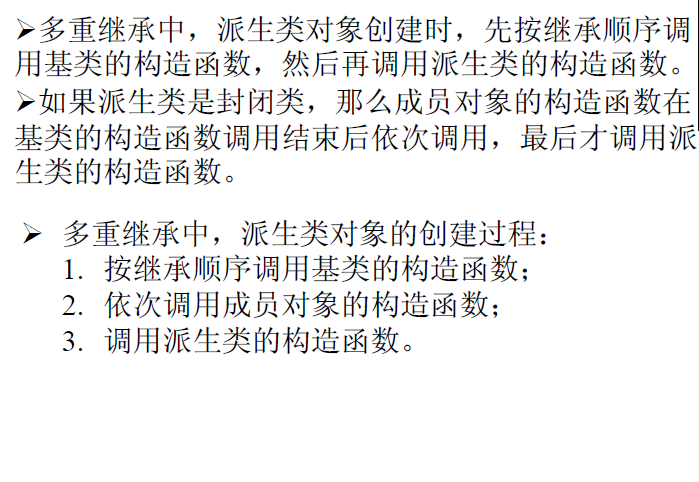 ➢多重继承中，派生类对象创建时，先按继承顺序调
用基类的构造函数，然后再调用派生类的构造函数。
➢如果派生类是封闭类，那么成员对象的构造函数在
基类的构造函数调用结束后依次调用，最后才调用派
生类的构造函数。
➢ 多重继承中，派生类对象的创建过程：
1. 按继承顺序调用基类的构造函数；
2. 依次调用成员对象的构造函数；
3. 调用派生类的构造函数。